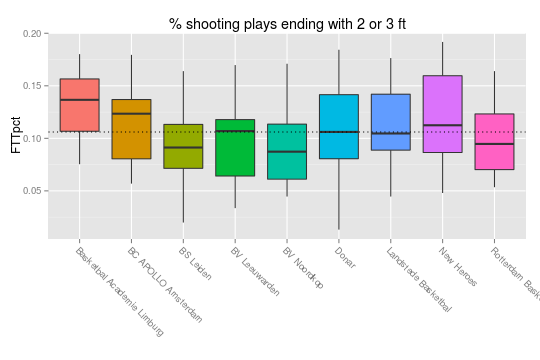 % shooting plays ending with 2 or 3 ft
FTTpct
0.20
0.15
0.10
0.05
Basketbal Academie Limburg
BC APOLLO Amsterdam
BS Leiden
BV Leeuwarden
BV Noordkop
Donar
Landstede Basketbal
New Heroes
Rotterdam Bask